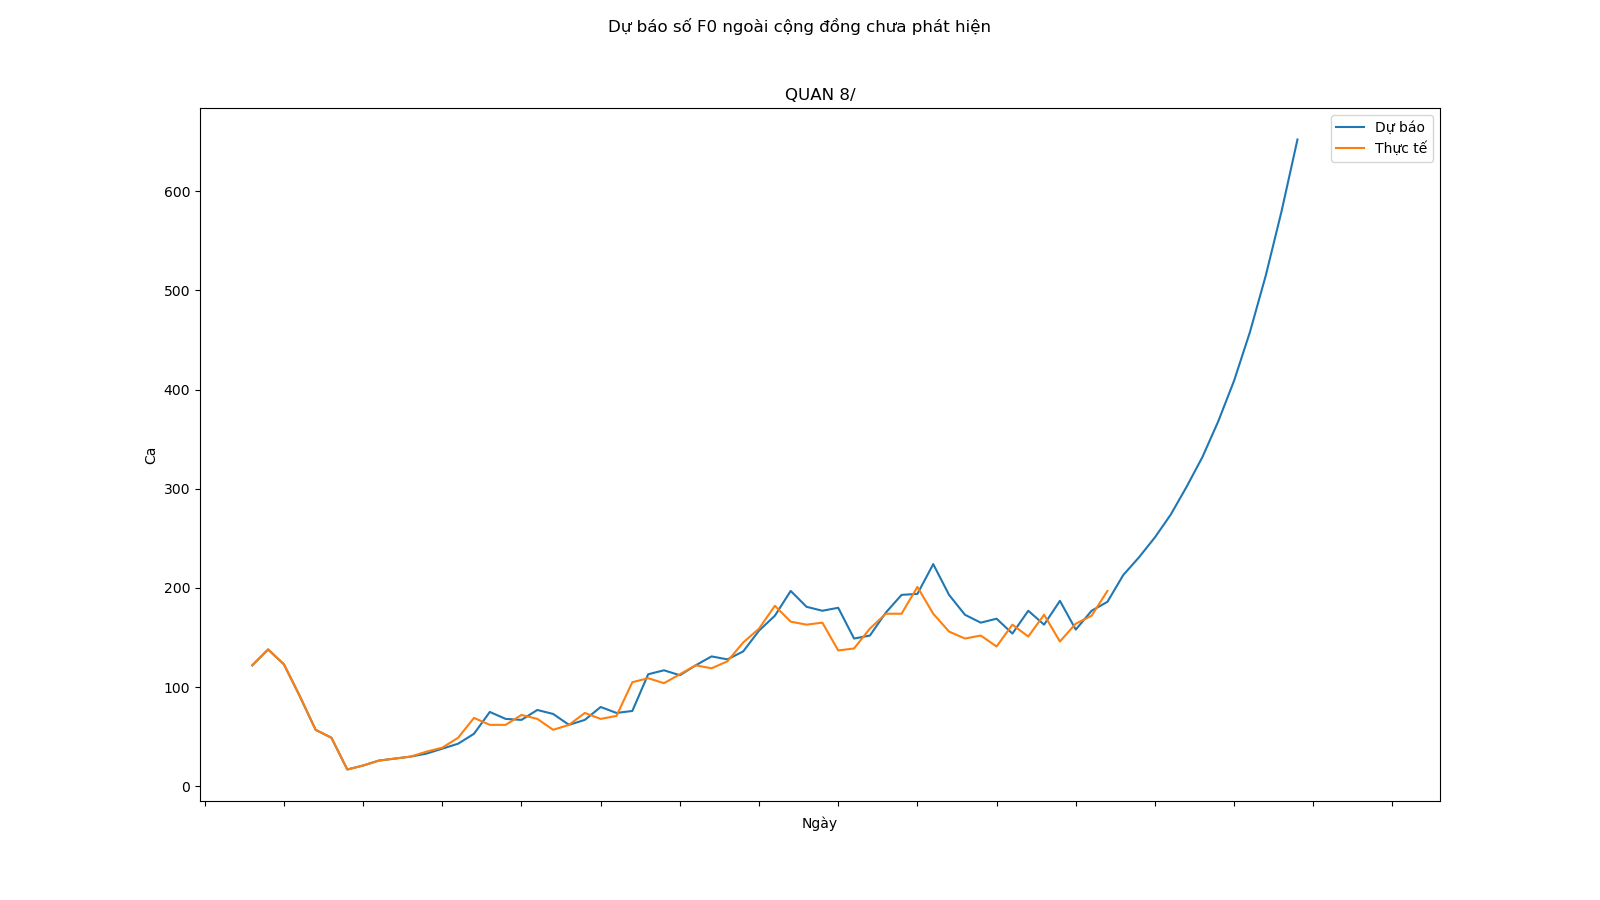 Dự báo số F0 ngoài cộng đồng chưa phát hiện
QUAN 8/
Dự báo
Thực tế
600
500
400
300
200
100
0
Ca
Ngày